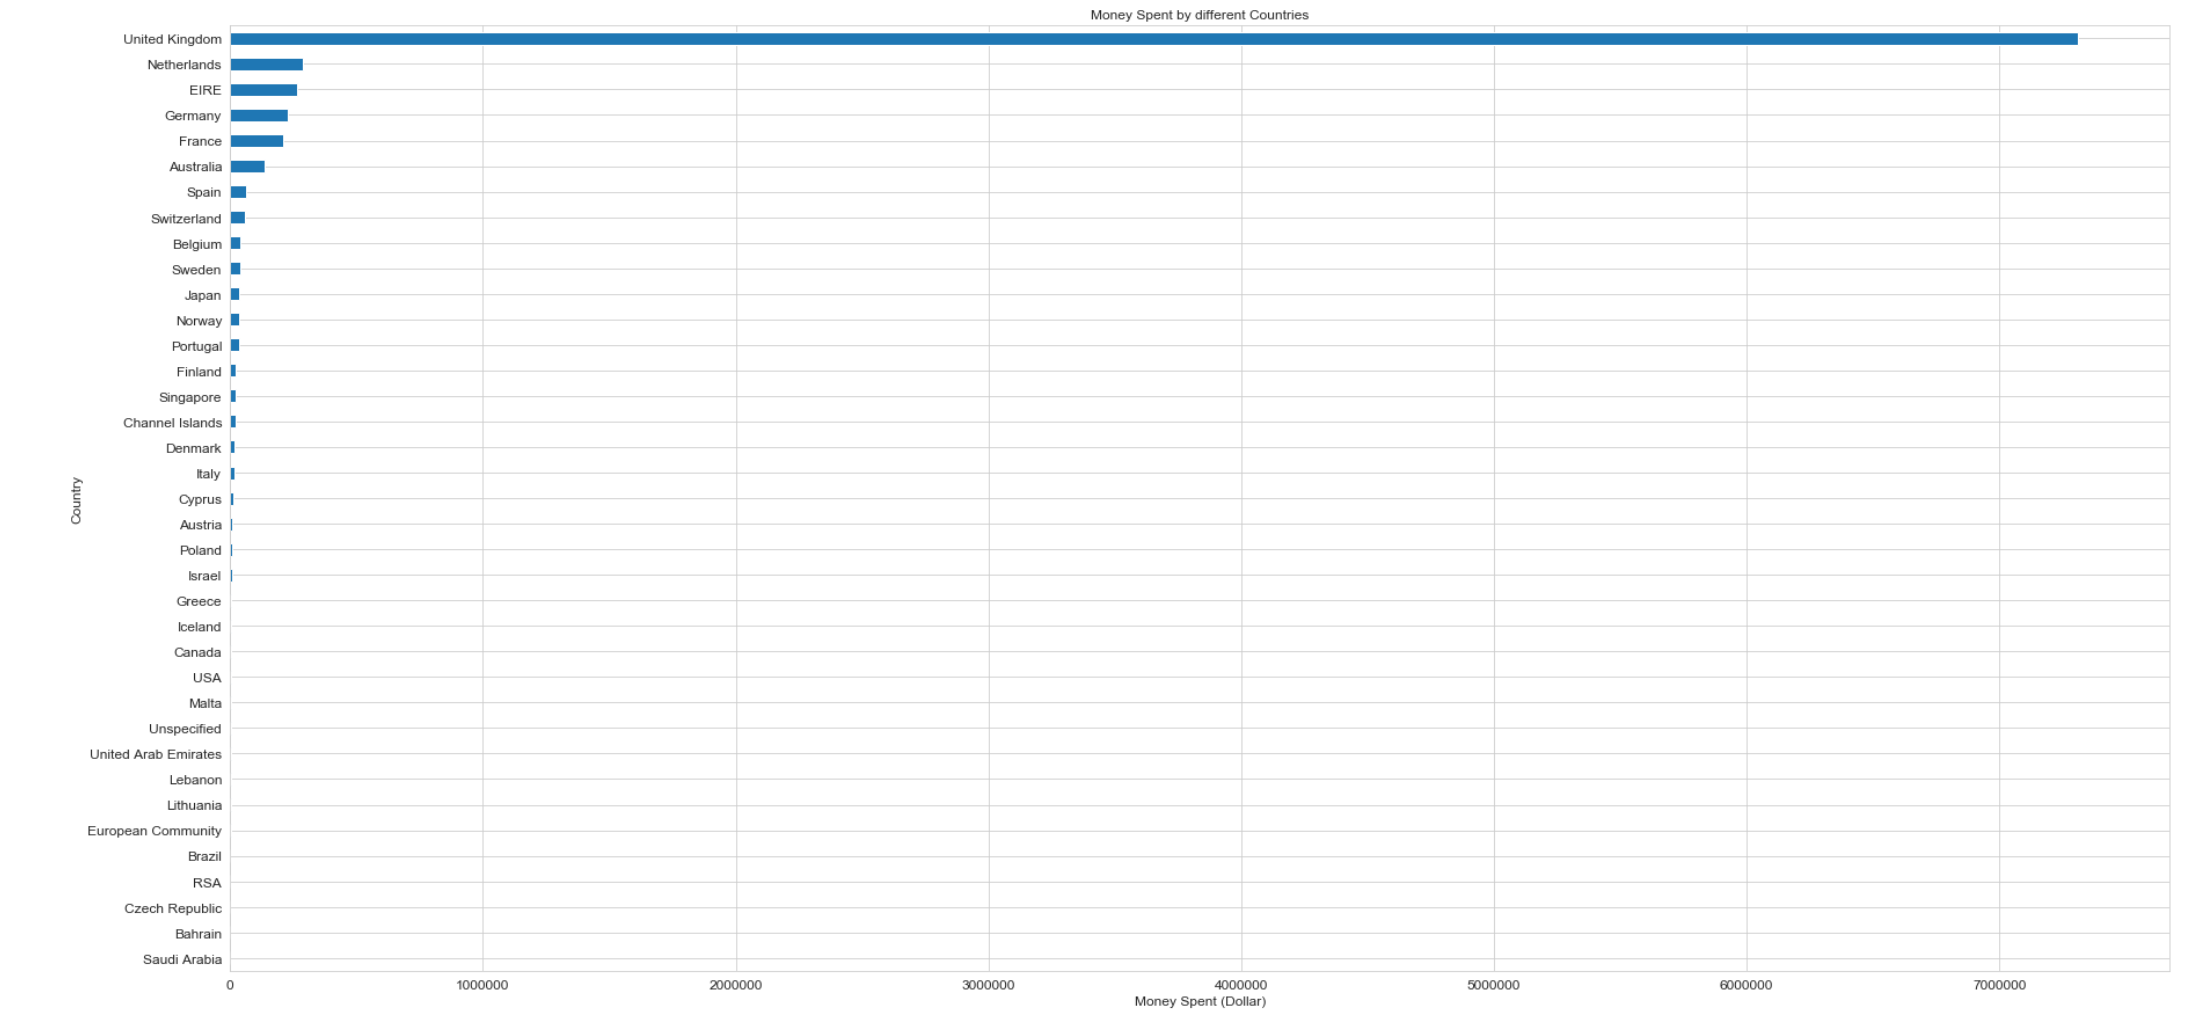 Money Spent by different Countries
United Kingdom
Netherlands
EIRE
Germany
France
Australia
Spain
Switzerland
Belgium
Sweden
Japan
Norway
Portugal
Finland
Singapore
Channel Islands
Denmark
Italy
Cyprus
Austria
Poland
Israel
Greece
Iceland
Canada
USA
Malta
Unspecified
United Arab Emirates
Lebanon
Lithuania
European Community
Brazil
RSA
Czech Republic
Bahrain
Saudi Arabia
Country
0 1000000 2000000 3000000 4000000 5000000 6000000 7000000
Money Spent (Dollar)